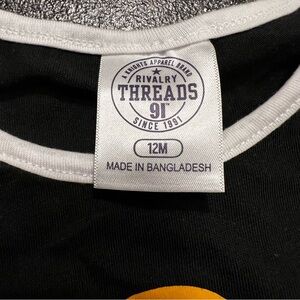 A KNIGHTS APPAREL BRAND
RIVALRY
THREADS
91
SINCE 1991
12M
MADE IN BANGLADESH